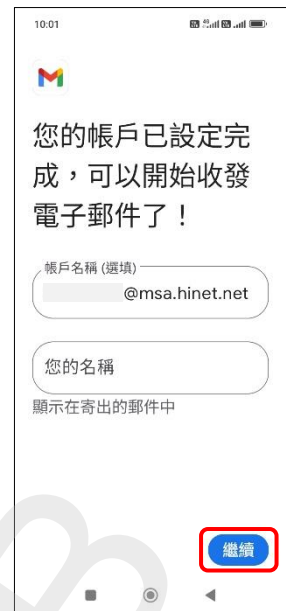 10:01
您的帳戶已設定完
成，可以開始收發
電子郵件了！
帳戶名稱 (選填)
@msa.hinet.net
您的名稱
顯示在寄出的郵件中
繼續